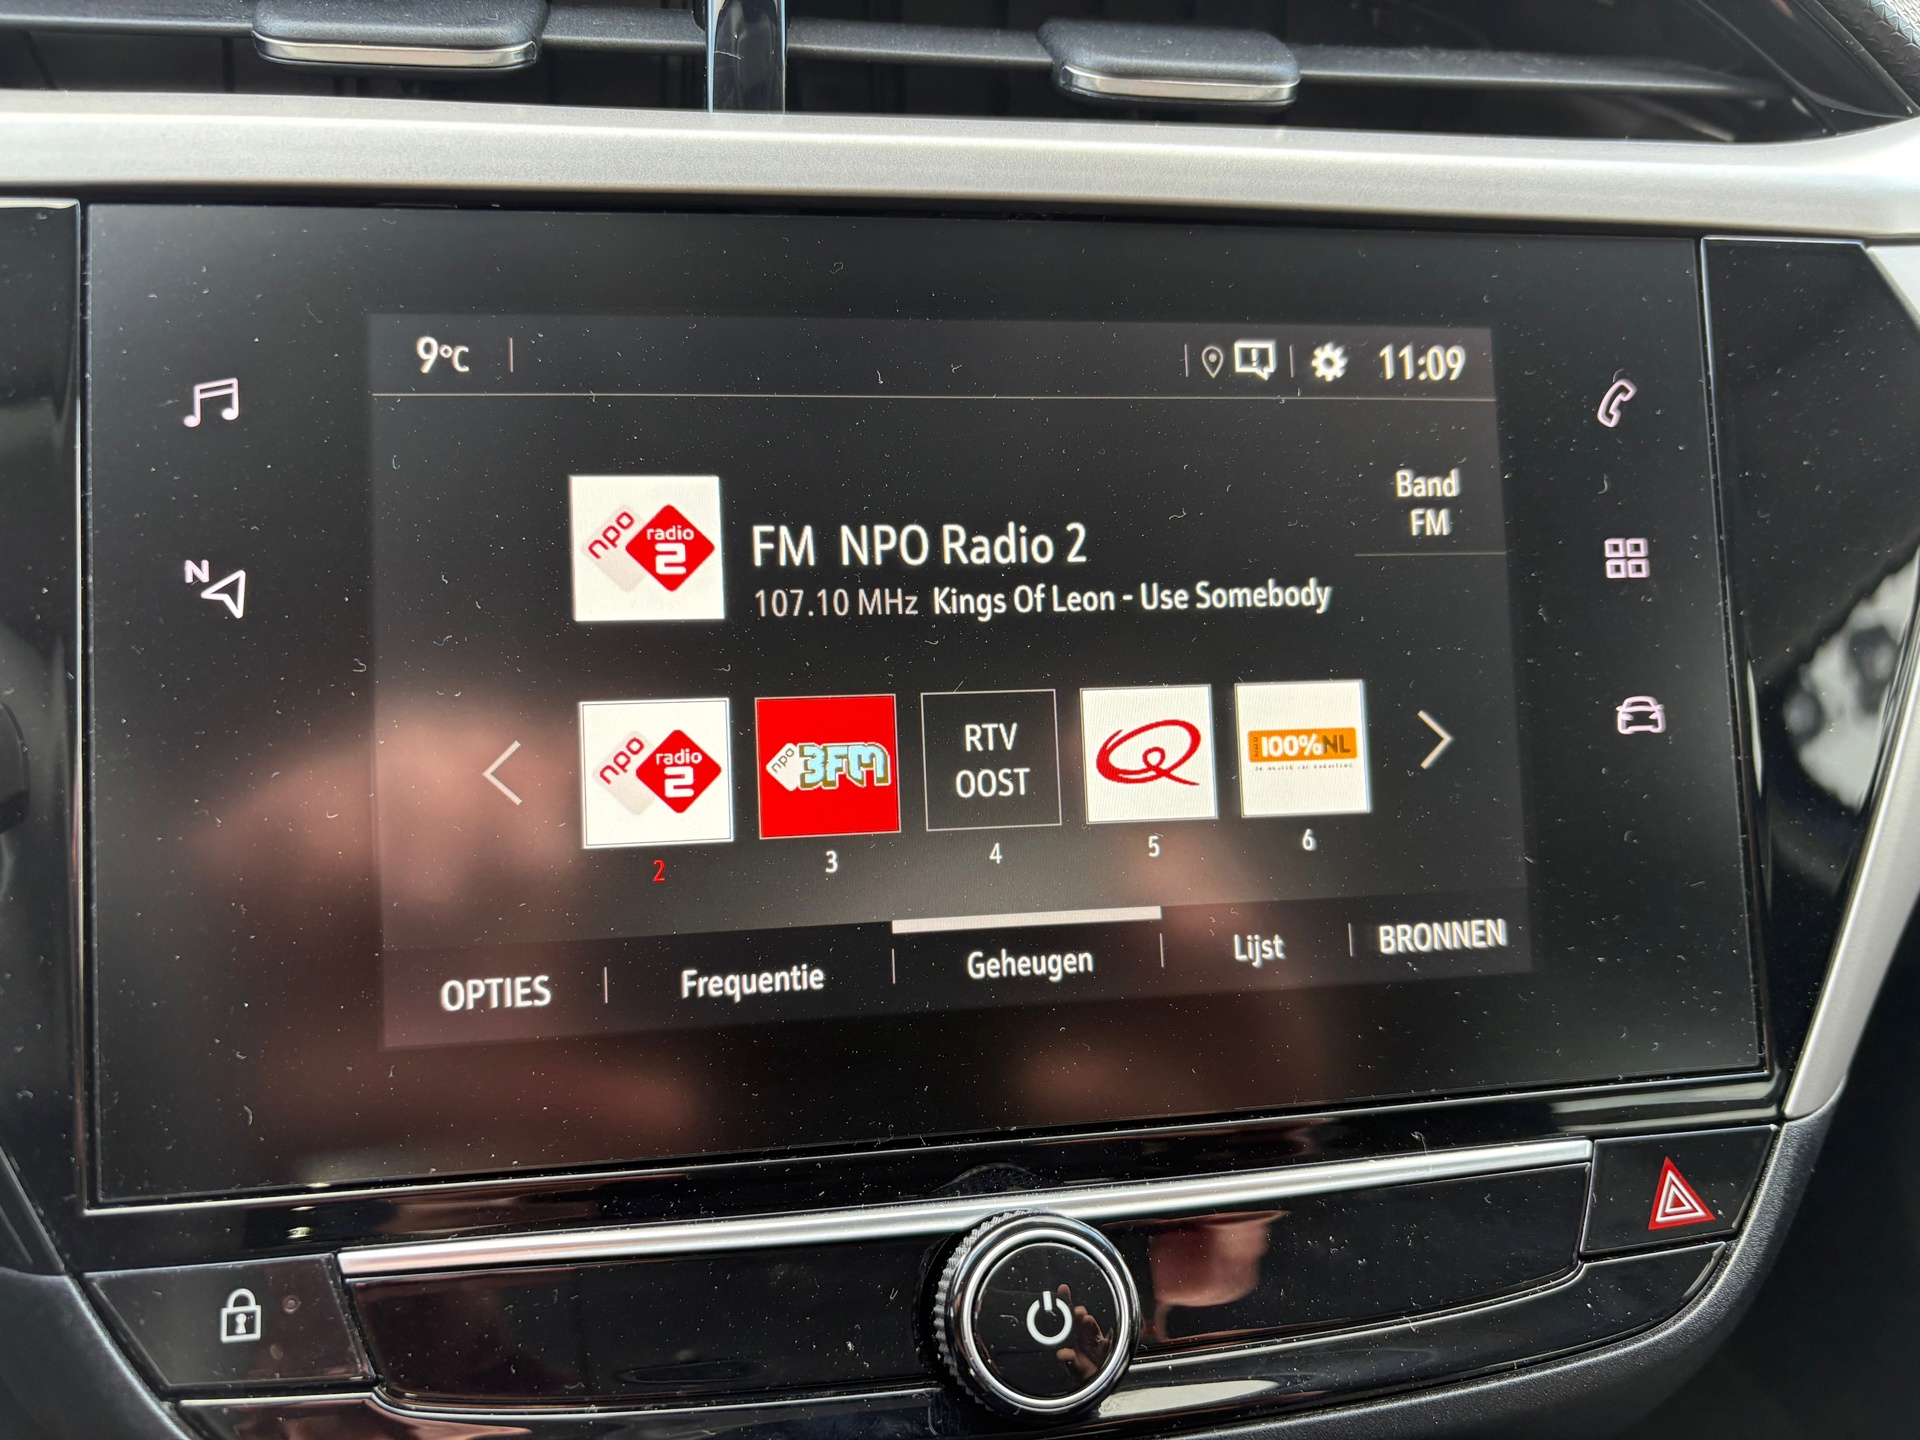 9°C
11:09
Band
FM
npo
radio
2
FM NPO Radio 2
107.10 MHz Kings Of Leon - Use Somebody
N
npo
radio
2
npo 3FM
RTV
OOST
Q
100%NL
2
3
4
5
6
OPTIES
Frequentie
Geheugen
Lijst
BRONNEN